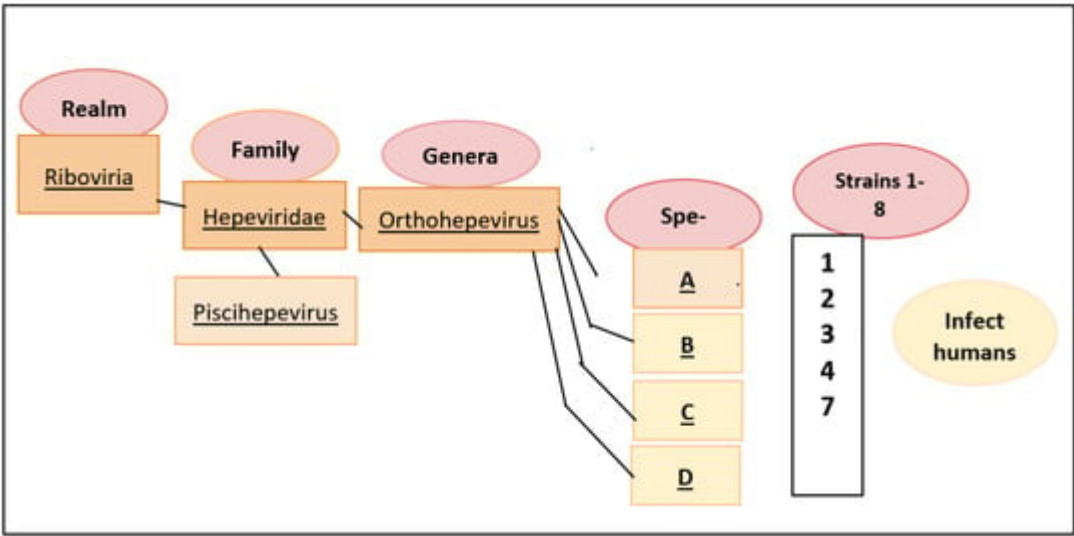 Realm
Riboviria
Family
Hepeviridae
Piscihepevirus
Genera
Orthohepevirus
Spe-
A
B
C
D
Strains 1-
8
1
2
3
4
7
Infect
humans